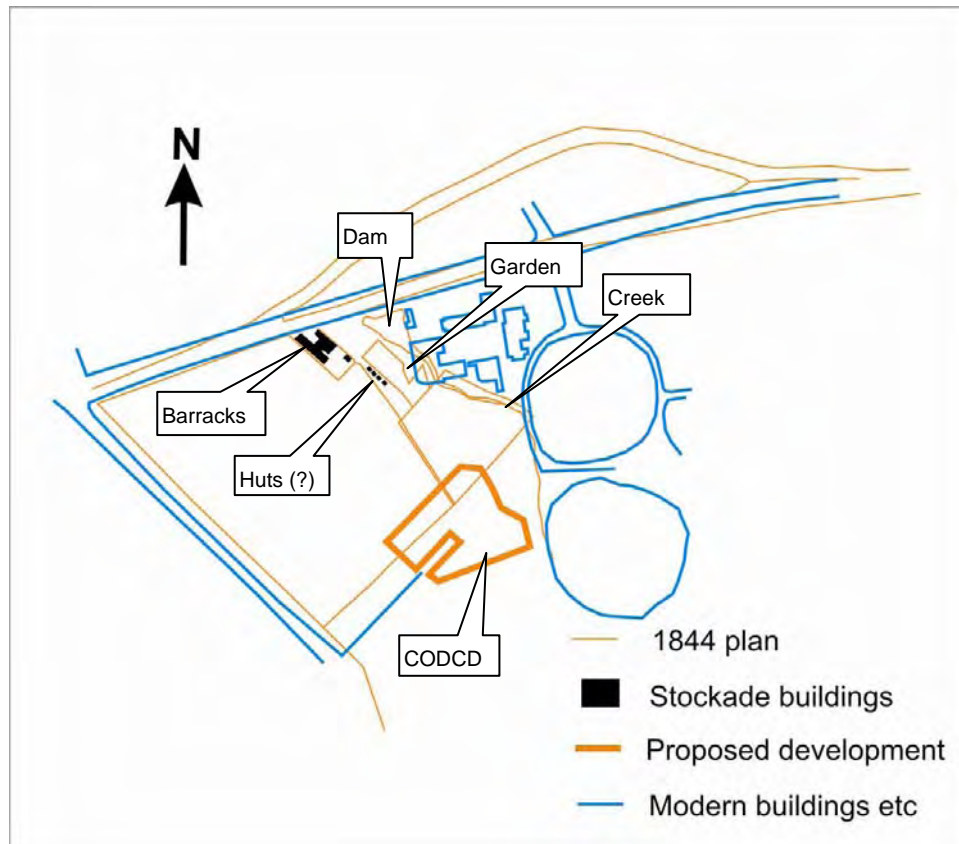 N
Dam
Garden
Creek
Barracks
Huts (?)
CODCD
1844 plan
Stockade buildings
Proposed development
Modern buildings etc